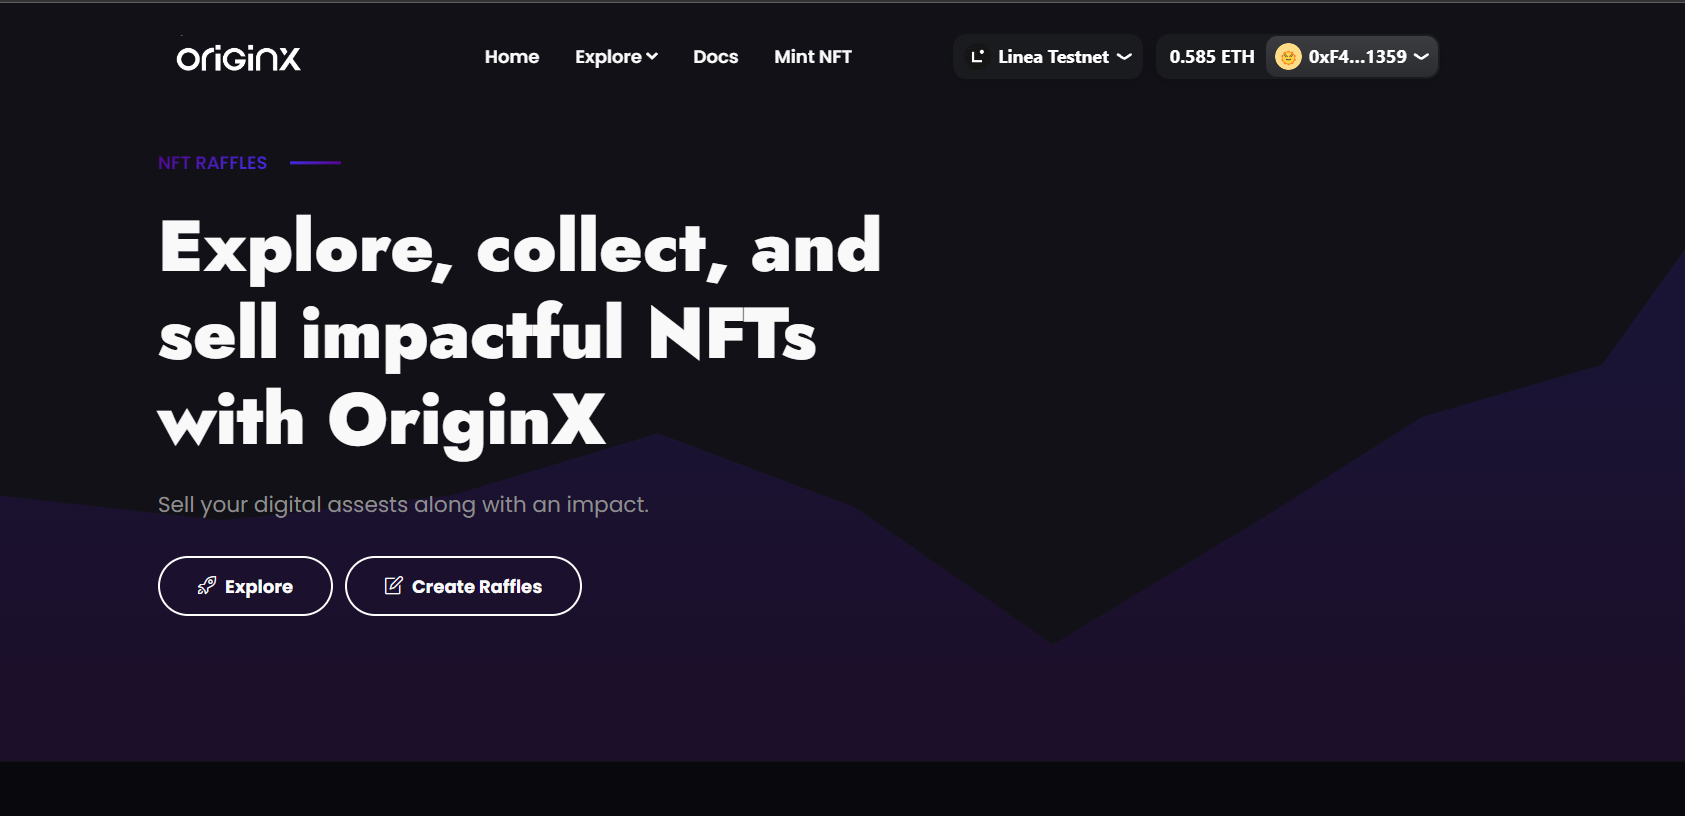 originx
Home Explore Docs Mint NFT Linea Testnet 0.585 ETH 0xF4...1359
NFT RAFFLES
Explore, collect, and
sell impactful NFTs
with OriginX
Sell your digital assests along with an impact.
Explore Create Raffles